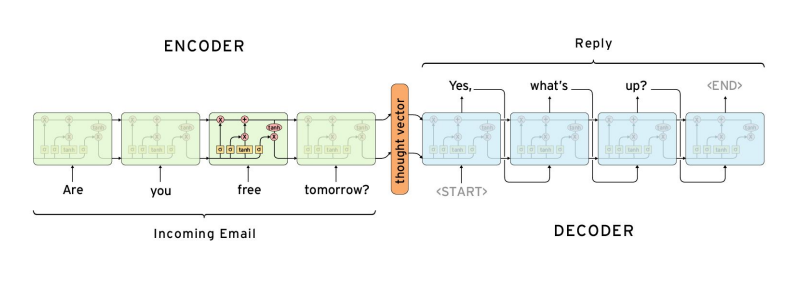 ENCODER
Reply
Yes,
what's
up?
<END>
thought vector
x
+
tanh
x
x
σ
σ
tanh
σ
Are
you
free
tomorrow?
<START>
Incoming Email
DECODER